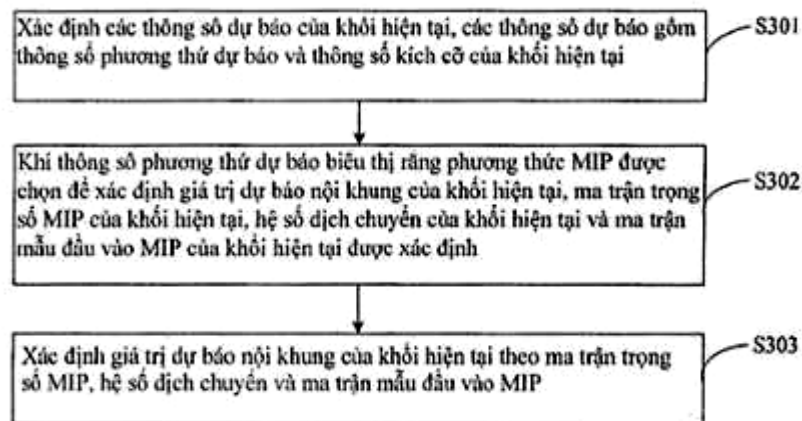 Xác định các thông số dự báo của khối hiện tại, các thông số dự báo gồm
thông số phương thứ dự báo và thông số kích cỡ của khối hiện tại
S301
Khi thông số phương thứ dự báo biểu thị rằng phương thức MIP được
chọn để xác định giá trị dự báo nội khung của khối hiện tại, ma trận trọng
số MIP của khối hiện tại, hệ số dịch chuyển của khối hiện tại và ma trận
mẫu đầu vào MIP của khối hiện tại được xác định
S302
Xác định giá trị dự báo nội khung của khối hiện tại theo ma trận trọng
số MIP, hệ số dịch chuyển và ma trận mẫu đầu vào MIP
S303